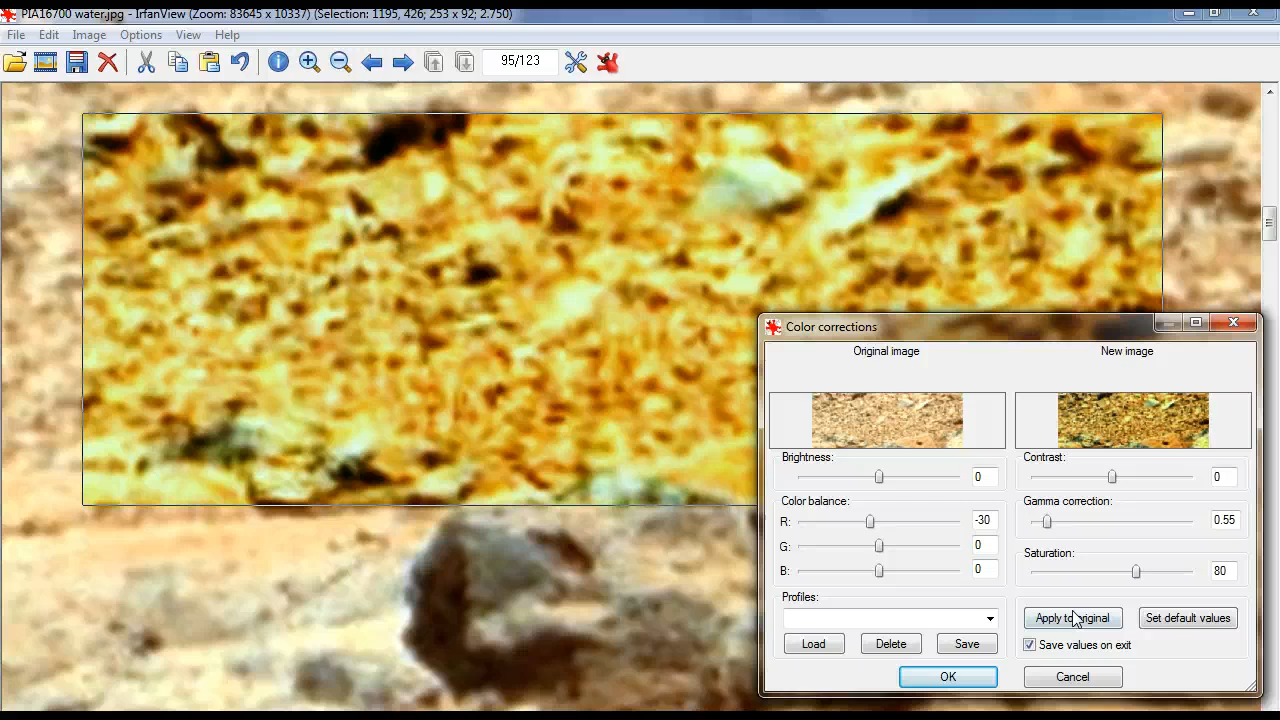 PIA16700 water.jpg - IrfanView (Zoom: 83645 x 10337) (Selection: 1195, 426; 253 x 92; 2.750)
File Edit Image Options View Help
95/123
Color corrections
Original image New image
Brightness: 0 Contrast: 0
Color balance: Gamma correction:
R: -30 0.55
G: 0 Saturation:
B: 0 80
Profiles:
Apply to original Set default values
Load Delete Save Save values on exit
OK Cancel